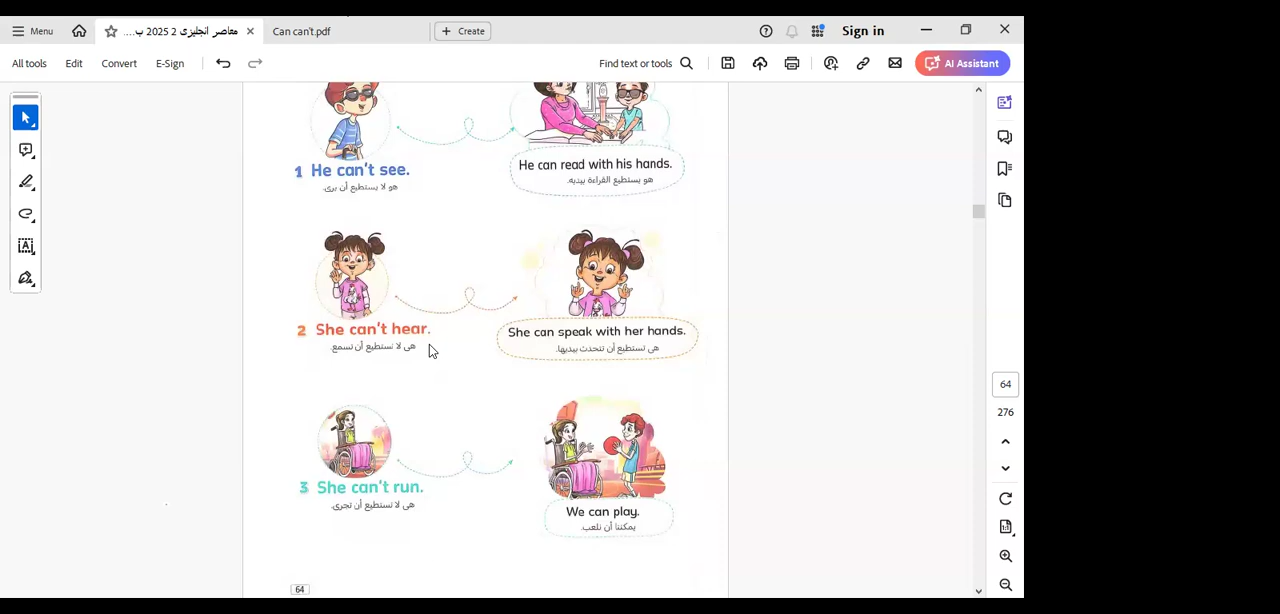 Menu
معاصر انجليزى 2 2025 ب....
Can can't.pdf
Create
Sign in
All tools
Edit
Convert
E-Sign
Find text or tools
AI Assistant
1 He can't see.
هو لا يستطيع أن يرى.
He can read with his hands.
هو يستطيع القراءة بيديه.
2 She can't hear.
هى لا تستطيع أن تسمع.
She can speak with her hands.
هى تستطيع أن تتحدث بيديها.
3 She can't run.
هى لا تستطيع أن تجرى.
We can play.
يمكننا أن نلعب.
64
64
276